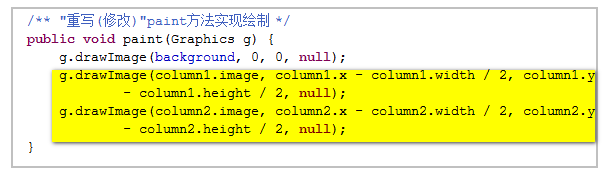 /** "重写(修改)"paint方法实现绘制 */
public void paint(Graphics g) {
g.drawImage(background, 0, 0, null);
g.drawImage(column1.image, column1.x - column1.width / 2, column1.y
- column1.height / 2, null);
g.drawImage(column2.image, column2.x - column2.width / 2, column2.y
- column2.height / 2, null);
}